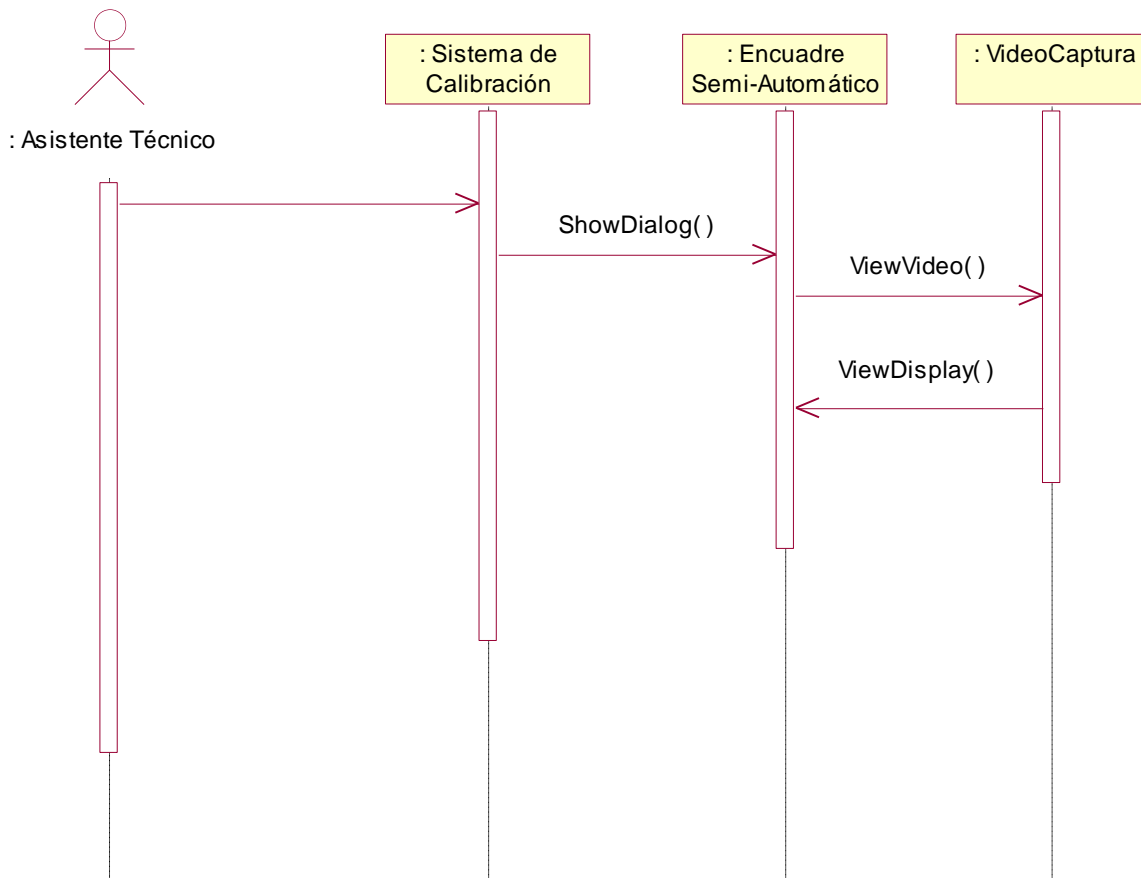 : Sistema de
Calibración
: Encuadre
Semi-Automático
: VideoCaptura
: Asistente Técnico
ShowDialog( )
ViewVideo( )
ViewDisplay( )